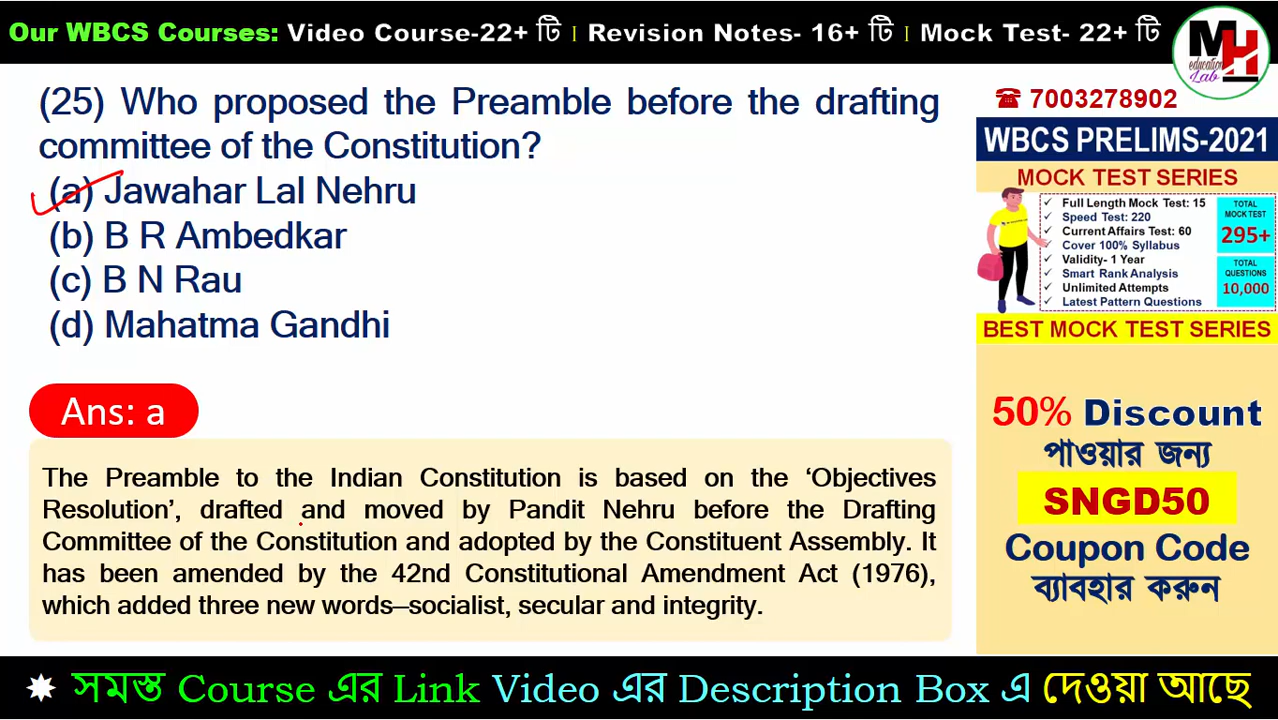 Our WBCS Courses: Video Course-22+ টি I Revision Notes- 16+ টি I Mock Test- 22+ টি
MH
education
Lab
(25) Who proposed the Preamble before the drafting
committee of the Constitution?
(a) Jawahar Lal Nehru
(b) B R Ambedkar
(c) B N Rau
(d) Mahatma Gandhi
Ans: a
The Preamble to the Indian Constitution is based on the ‘Objectives
Resolution’, drafted and moved by Pandit Nehru before the Drafting
Committee of the Constitution and adopted by the Constituent Assembly. It
has been amended by the 42nd Constitutional Amendment Act (1976),
which added three new words—socialist, secular and integrity.
☎ 7003278902
WBCS PRELIMS-2021
MOCK TEST SERIES
✓ Full Length Mock Test: 15
✓ Speed Test: 220
✓ Current Affairs Test: 60
✓ Cover 100% Syllabus
✓ Validity- 1 Year
✓ Smart Rank Analysis
✓ Unlimited Attempts
✓ Latest Pattern Questions
TOTAL
MOCK TEST
295+
TOTAL
QUESTIONS
10,000
BEST MOCK TEST SERIES
50% Discount
পাওয়ার জন্য
SNGD50
Coupon Code
ব্যাবহার করুন
✸ সমস্ত Course এর Link Video এর Description Box এ দেওয়া আছে